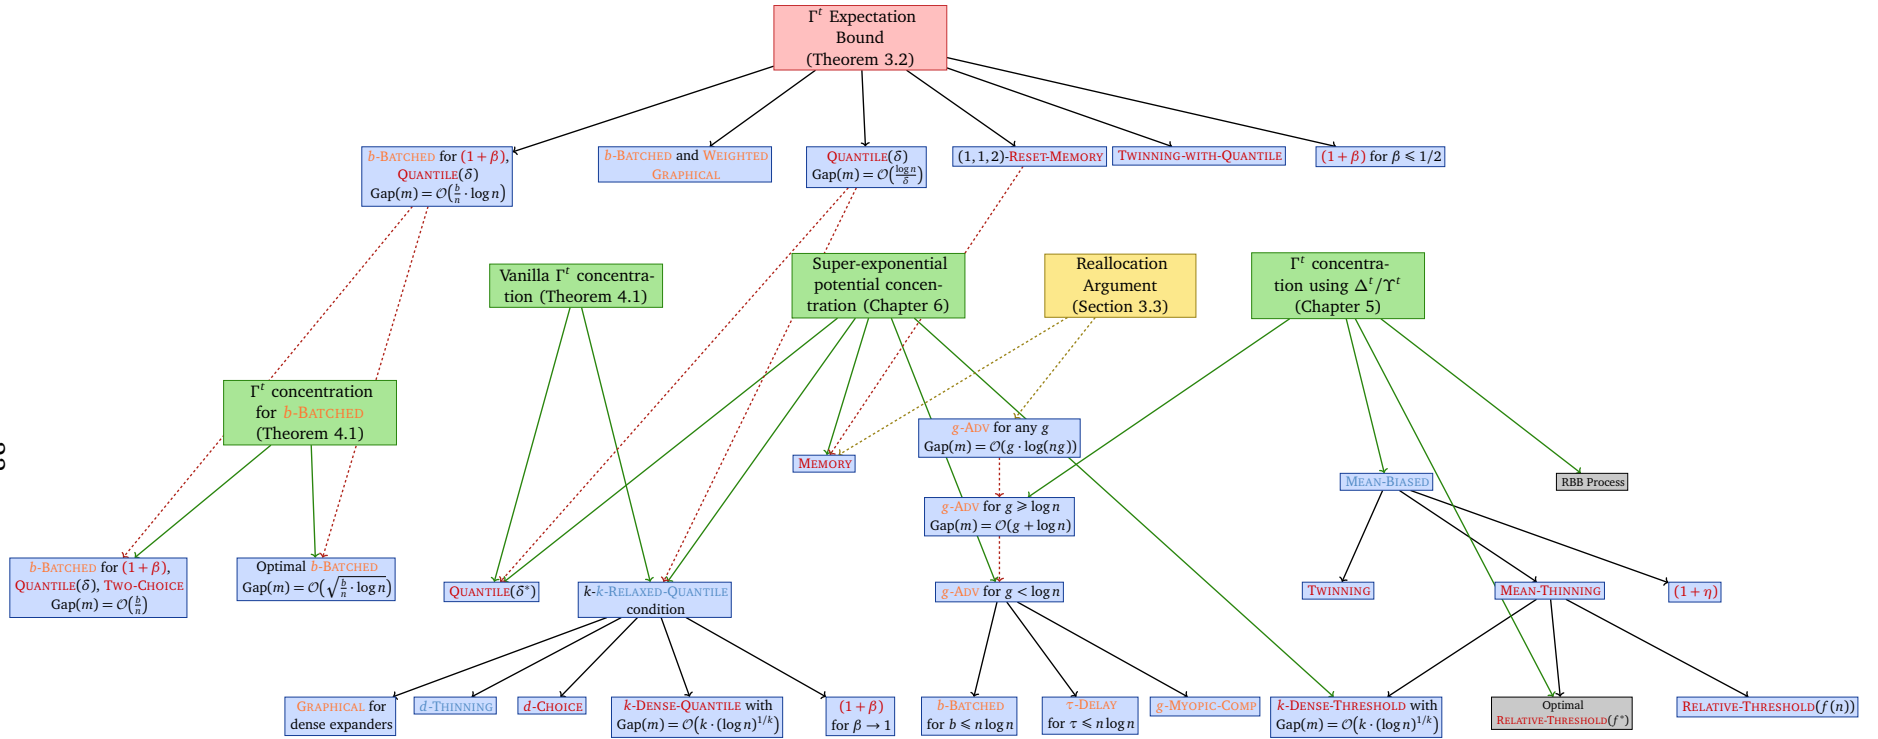 Γ^t Expectation
Bound
(Theorem 3.2)
b-BATCHED for (1 + β),
QUANTILE(δ)
Gap(m) = 𝒪(b/n · log n)
b-BATCHED and WEIGHTED
GRAPHICAL
QUANTILE(δ)
Gap(m) = 𝒪(log n/δ)
(1, 1, 2)-RESET-MEMORY
TWINNING-WITH-QUANTILE
(1 + β) for β ⩽ 1/2
Vanilla Γ^t concentra-
tion (Theorem 4.1)
Super-exponential
potential concen-
tration (Chapter 6)
Reallocation
Argument
(Section 3.3)
Γ^t concentra-
tion using Δ^t/Υ^t
(Chapter 5)
Γ^t concentration
for b-BATCHED
(Theorem 4.1)
MEMORY
g-ADV for any g
Gap(m) = 𝒪(g · log(ng))
MEAN-BIASED
RBB Process
g-ADV for g ⩾ log n
Gap(m) = 𝒪(g + log n)
b-BATCHED for (1 + β),
QUANTILE(δ), TWO-CHOICE
Gap(m) = 𝒪(b/n)
Optimal b-BATCHED
Gap(m) = 𝒪(√(b/n · log n))
QUANTILE(δ*)
k-k-RELAXED-QUANTILE
condition
g-ADV for g < log n
TWINNING
MEAN-THINNING
(1 + η)
GRAPHICAL for
dense expanders
d-THINNING
d-CHOICE
k-DENSE-QUANTILE with
Gap(m) = 𝒪(k · (log n)^1/k)
(1 + β)
for β → 1
b-BATCHED
for b ⩽ n log n
τ-DELAY
for τ ⩽ n log n
g-MYOPIC-COMP
k-DENSE-THRESHOLD with
Gap(m) = 𝒪(k · (log n)^1/k)
Optimal
RELATIVE-THRESHOLD(f*)
RELATIVE-THRESHOLD(f(n))